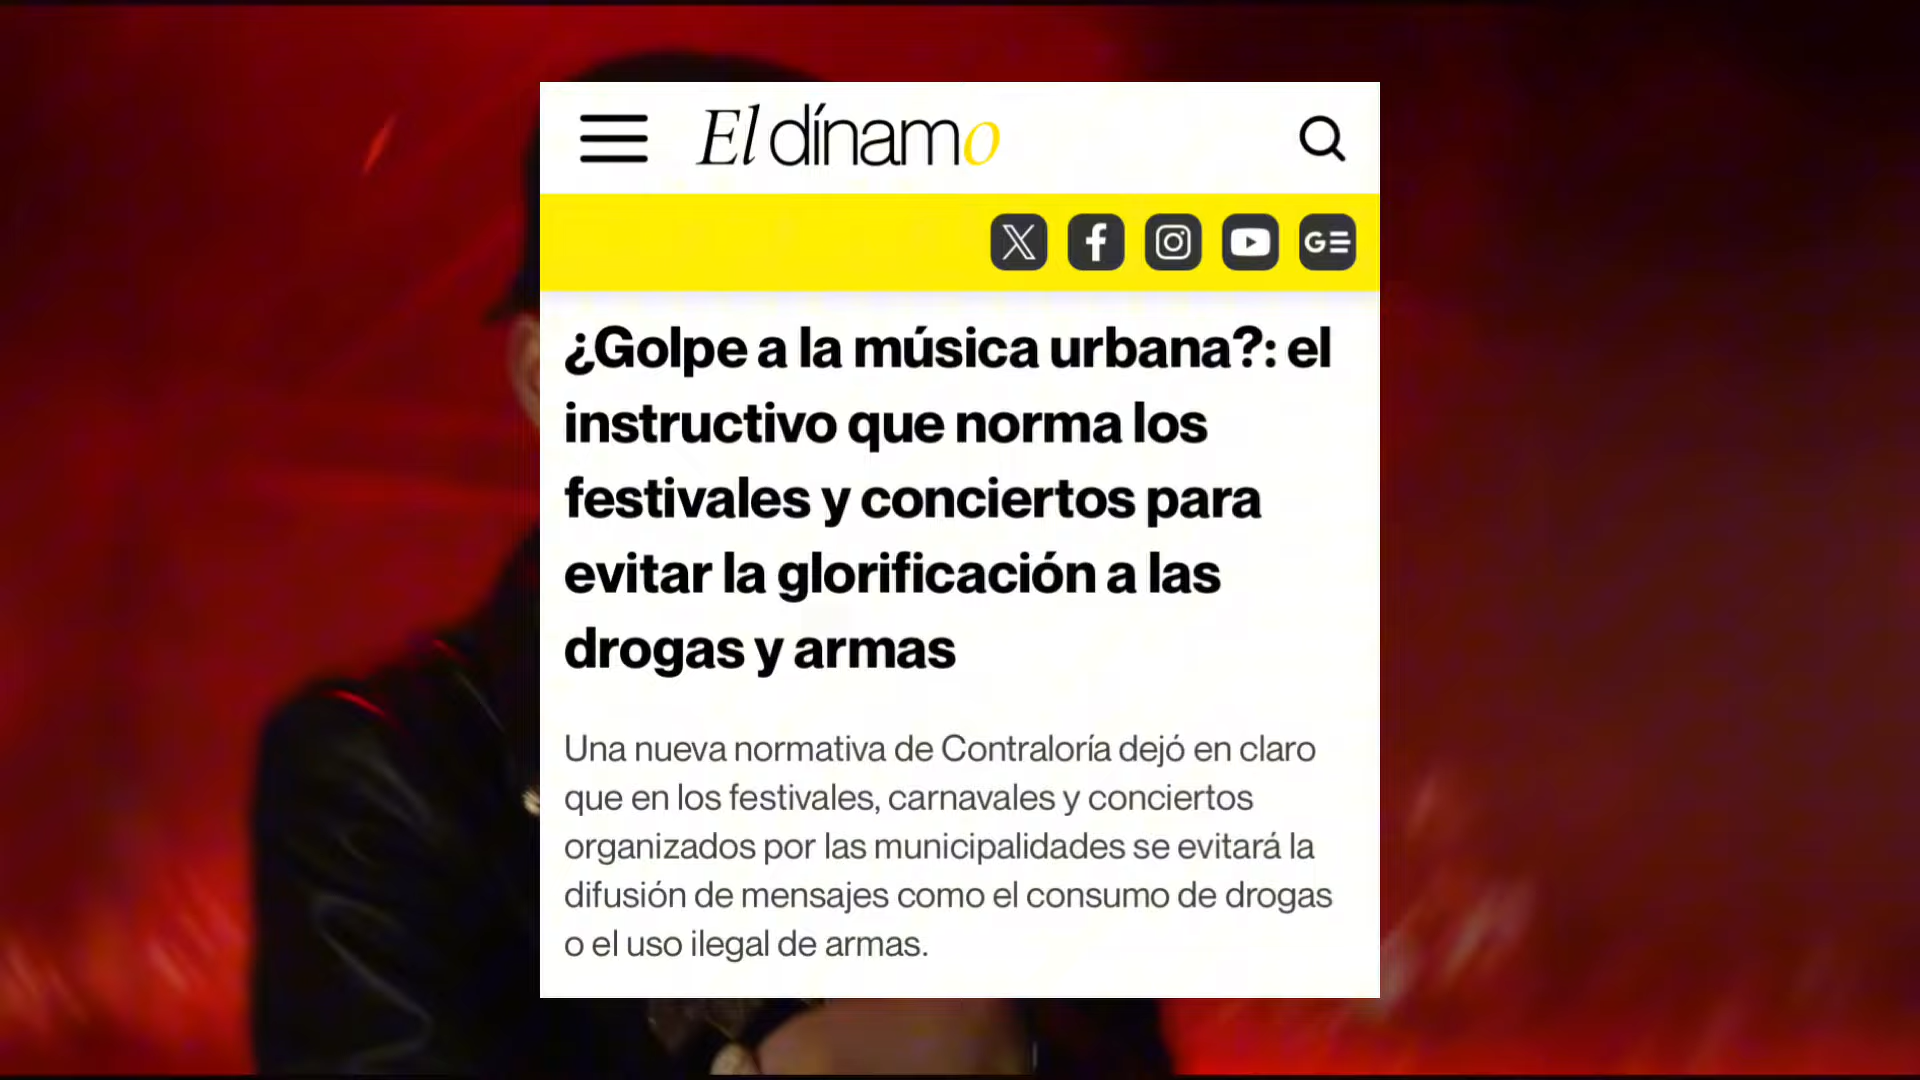 El dínamo
¿Golpe a la música urbana?: el
instructivo que norma los
festivales y conciertos para
evitar la glorificación a las
drogas y armas
Una nueva normativa de Contraloría dejó en claro
que en los festivales, carnavales y conciertos
organizados por las municipalidades se evitará la
difusión de mensajes como el consumo de drogas
o el uso ilegal de armas.